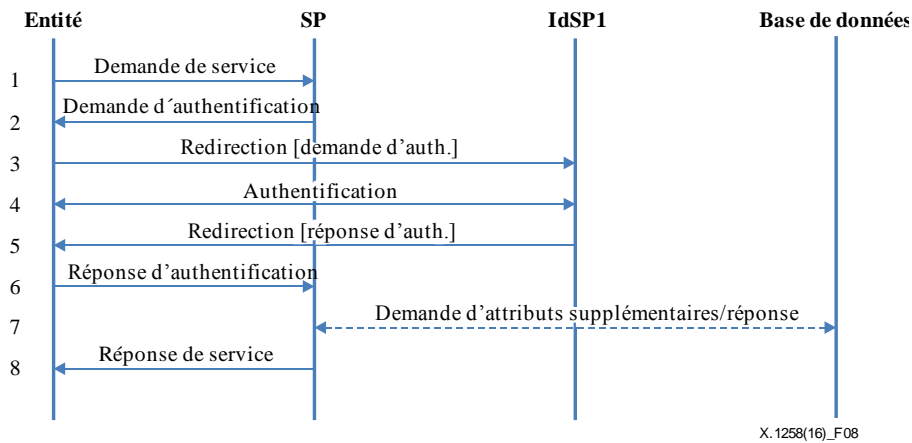 Entité SP IdSP1 Base de données
1 Demande de service
2 Demande d´authentification
3 Redirection [demande d'auth.]
4 Authentification
5 Redirection [réponse d'auth.]
6 Réponse d'authentification
7 Demande d'attributs supplémentaires/réponse
8 Réponse de service
X.1258(16)_F08